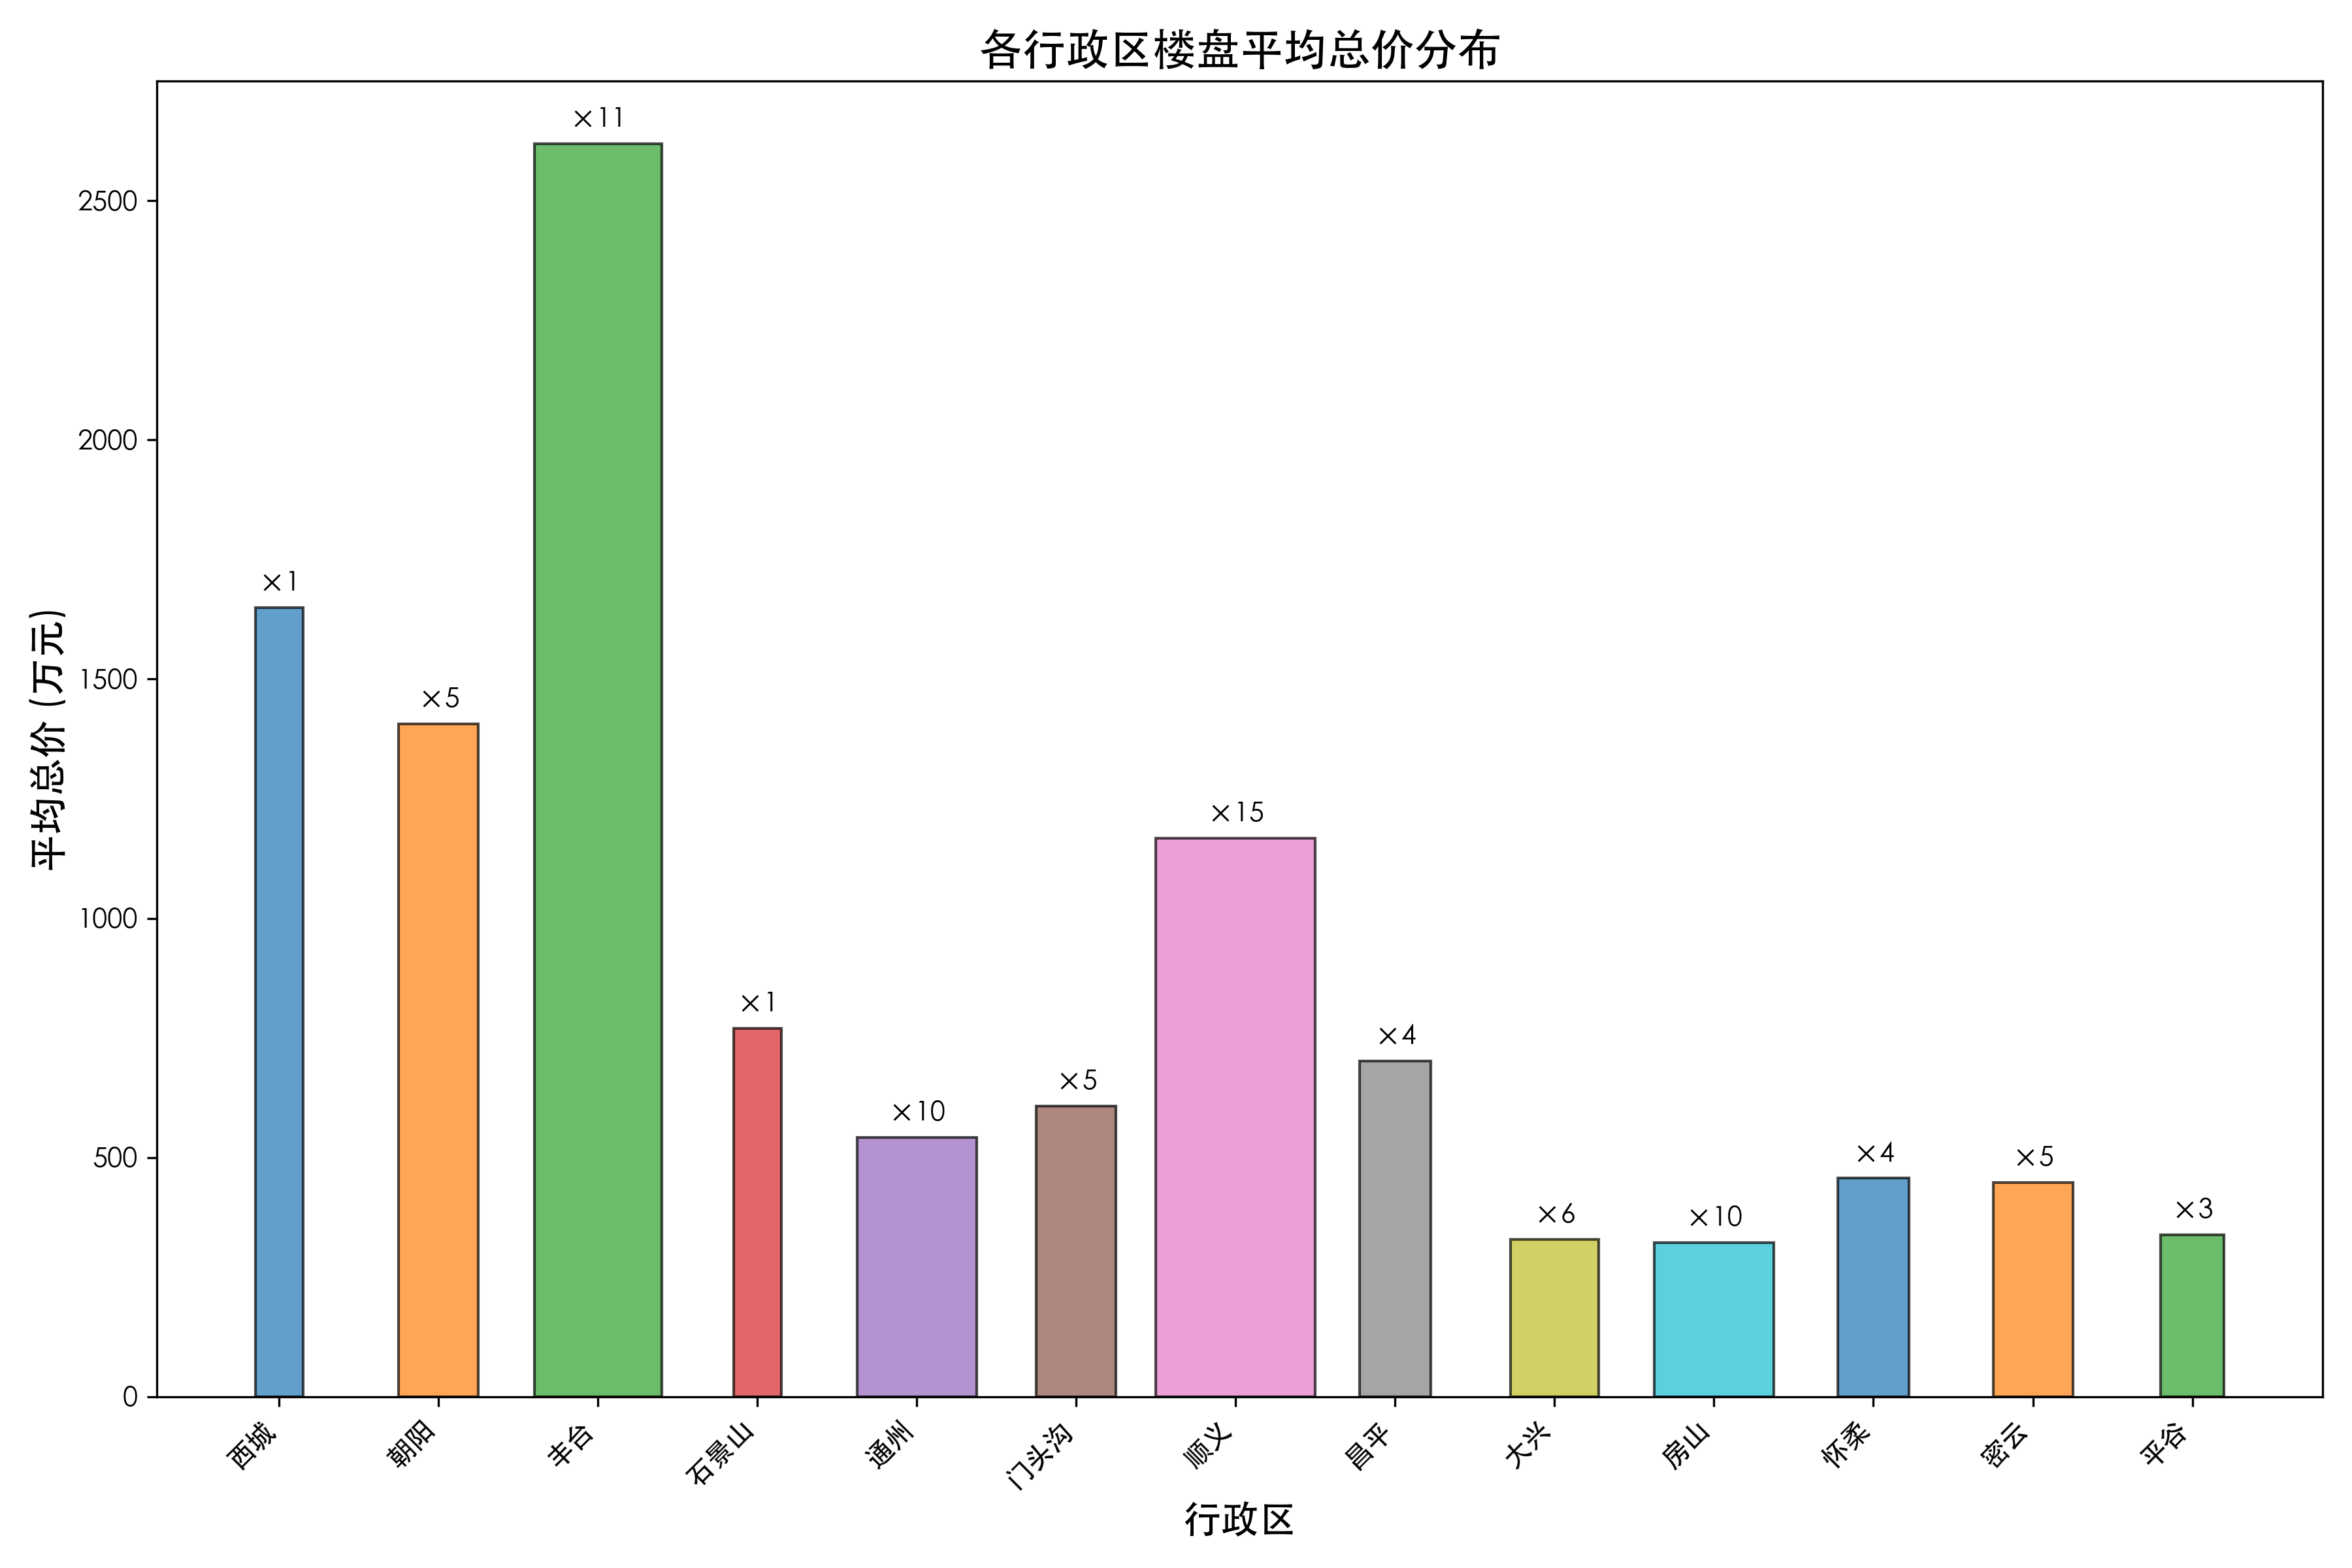 各行政区楼盘平均总价分布
平均总价 (万元)
2500
2000
1500
1000
500
0
×1
×5
×11
×1
×10
×5
×15
×4
×6
×10
×4
×5
×3
西城
朝阳
丰台
石景山
通州
门头沟
顺义
昌平
大兴
房山
怀柔
密云
平谷
行政区